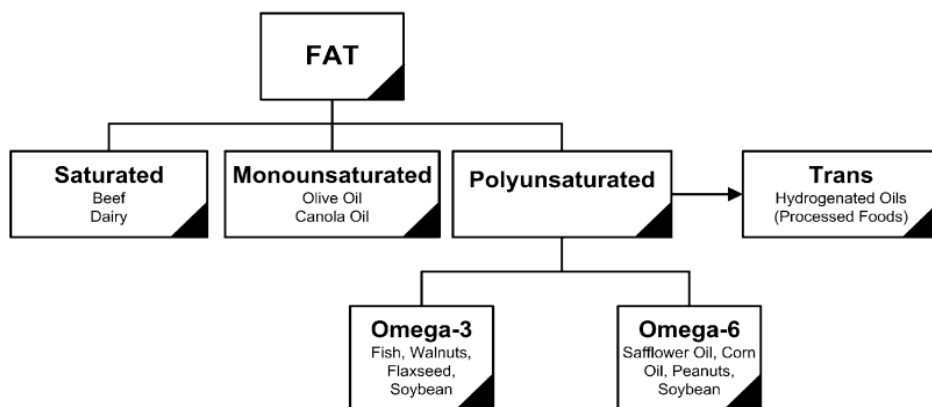 FAT
Saturated
Beef
Dairy
Monounsaturated
Olive Oil
Canola Oil
Polyunsaturated
Trans
Hydrogenated Oils
(Processed Foods)
Omega-3
Fish, Walnuts,
Flaxseed,
Soybean
Omega-6
Safflower Oil, Corn
Oil, Peanuts,
Soybean